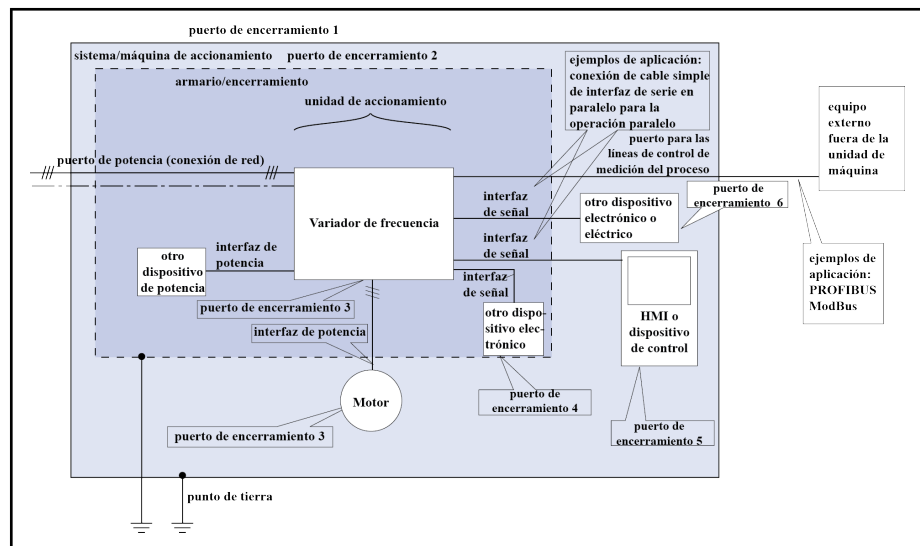 puerto de encerramiento 1
sistema/máquina de accionamiento
puerto de encerramiento 2
armario/encerramiento
unidad de accionamiento
ejemplos de aplicación:
conexión de cable simple
de interfaz de serie en
paralelo para la
operación paralelo
puerto para las
líneas de control de
medición del proceso
equipo
externo
fuera de la
unidad de
máquina
puerto de potencia (conexión de red)
Variador de frecuencia
interfaz
de señal
otro dispositivo
electrónico o
eléctrico
puerto de
encerramiento 6
interfaz
de señal
otro
dispositivo
de potencia
interfaz de
potencia
interfaz
de señal
puerto de encerramiento 3
interfaz de potencia
otro dispo-
sitivo elec-
trónico
HMI o
dispositivo
de control
ejemplos de
aplicación:
PROFIBUS
ModBus
Motor
puerto de
encerramiento 4
puerto de encerramiento 3
puerto de
encerramiento 5
punto de tierra